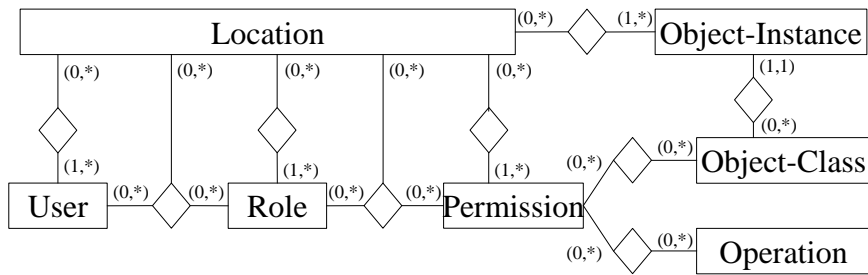 Location (0,*) (1,*) Object-Instance
(0,*) (0,*) (0,*) (0,*) (0,*) (1,1)
(0,*)
(1,*) (1,*) (1,*) (0,*) (0,*) Object-Class
User (0,*) (0,*) Role (0,*) (0,*) Permission
(0,*) (0,*) Operation